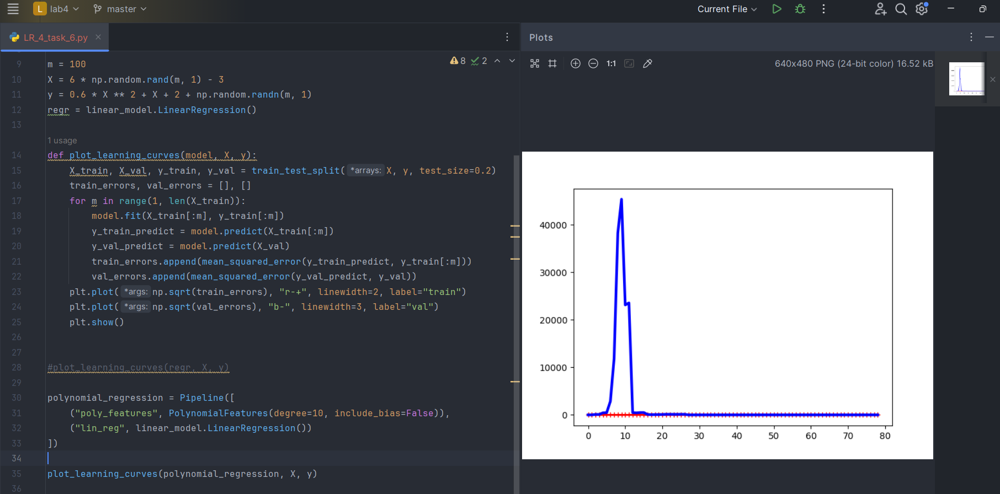 L lab4 master Current File
LR_4_task_6.py
Plots
8 2
1:1
640x480 PNG (24-bit color) 16.52 kB
9 m = 100
10 X = 6 * np.random.rand(m, 1) - 3
11 y = 0.6 * X ** 2 + X + 2 + np.random.randn(m, 1)
12 regr = linear_model.LinearRegression()
13
1 usage
14 def plot_learning_curves(model, X, y):
15 X_train, X_val, y_train, y_val = train_test_split( *arrays: X, y, test_size=0.2)
16 train_errors, val_errors = [], []
17 for m in range(1, len(X_train)):
18 model.fit(X_train[:m], y_train[:m])
19 y_train_predict = model.predict(X_train[:m])
20 y_val_predict = model.predict(X_val)
21 train_errors.append(mean_squared_error(y_train_predict, y_train[:m]))
22 val_errors.append(mean_squared_error(y_val_predict, y_val))
23 plt.plot( *args: np.sqrt(train_errors), "r-+", linewidth=2, label="train")
24 plt.plot( *args: np.sqrt(val_errors), "b-", linewidth=3, label="val")
25 plt.show()
26
27
28 #plot_learning_curves(regr, X, y)
29
30 polynomial_regression = Pipeline([
31 ("poly_features", PolynomialFeatures(degree=10, include_bias=False)),
32 ("lin_reg", linear_model.LinearRegression())
33 ])
34
35 plot_learning_curves(polynomial_regression, X, y)
36
40000
30000
20000
10000
0
0 10 20 30 40 50 60 70 80